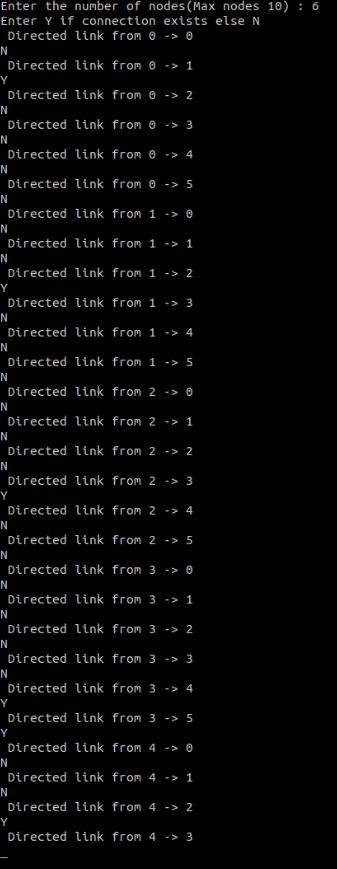 Enter the number of nodes(Max nodes 10) : 6
Enter Y if connection exists else N
Directed link from 0 -> 0
N
Directed link from 0 -> 1
Y
Directed link from 0 -> 2
N
Directed link from 0 -> 3
N
Directed link from 0 -> 4
N
Directed link from 0 -> 5
N
Directed link from 1 -> 0
N
Directed link from 1 -> 1
N
Directed link from 1 -> 2
Y
Directed link from 1 -> 3
N
Directed link from 1 -> 4
N
Directed link from 1 -> 5
N
Directed link from 2 -> 0
N
Directed link from 2 -> 1
N
Directed link from 2 -> 2
N
Directed link from 2 -> 3
Y
Directed link from 2 -> 4
N
Directed link from 2 -> 5
N
Directed link from 3 -> 0
N
Directed link from 3 -> 1
N
Directed link from 3 -> 2
N
Directed link from 3 -> 3
N
Directed link from 3 -> 4
Y
Directed link from 3 -> 5
Y
Directed link from 4 -> 0
N
Directed link from 4 -> 1
N
Directed link from 4 -> 2
Y
Directed link from 4 -> 3
_